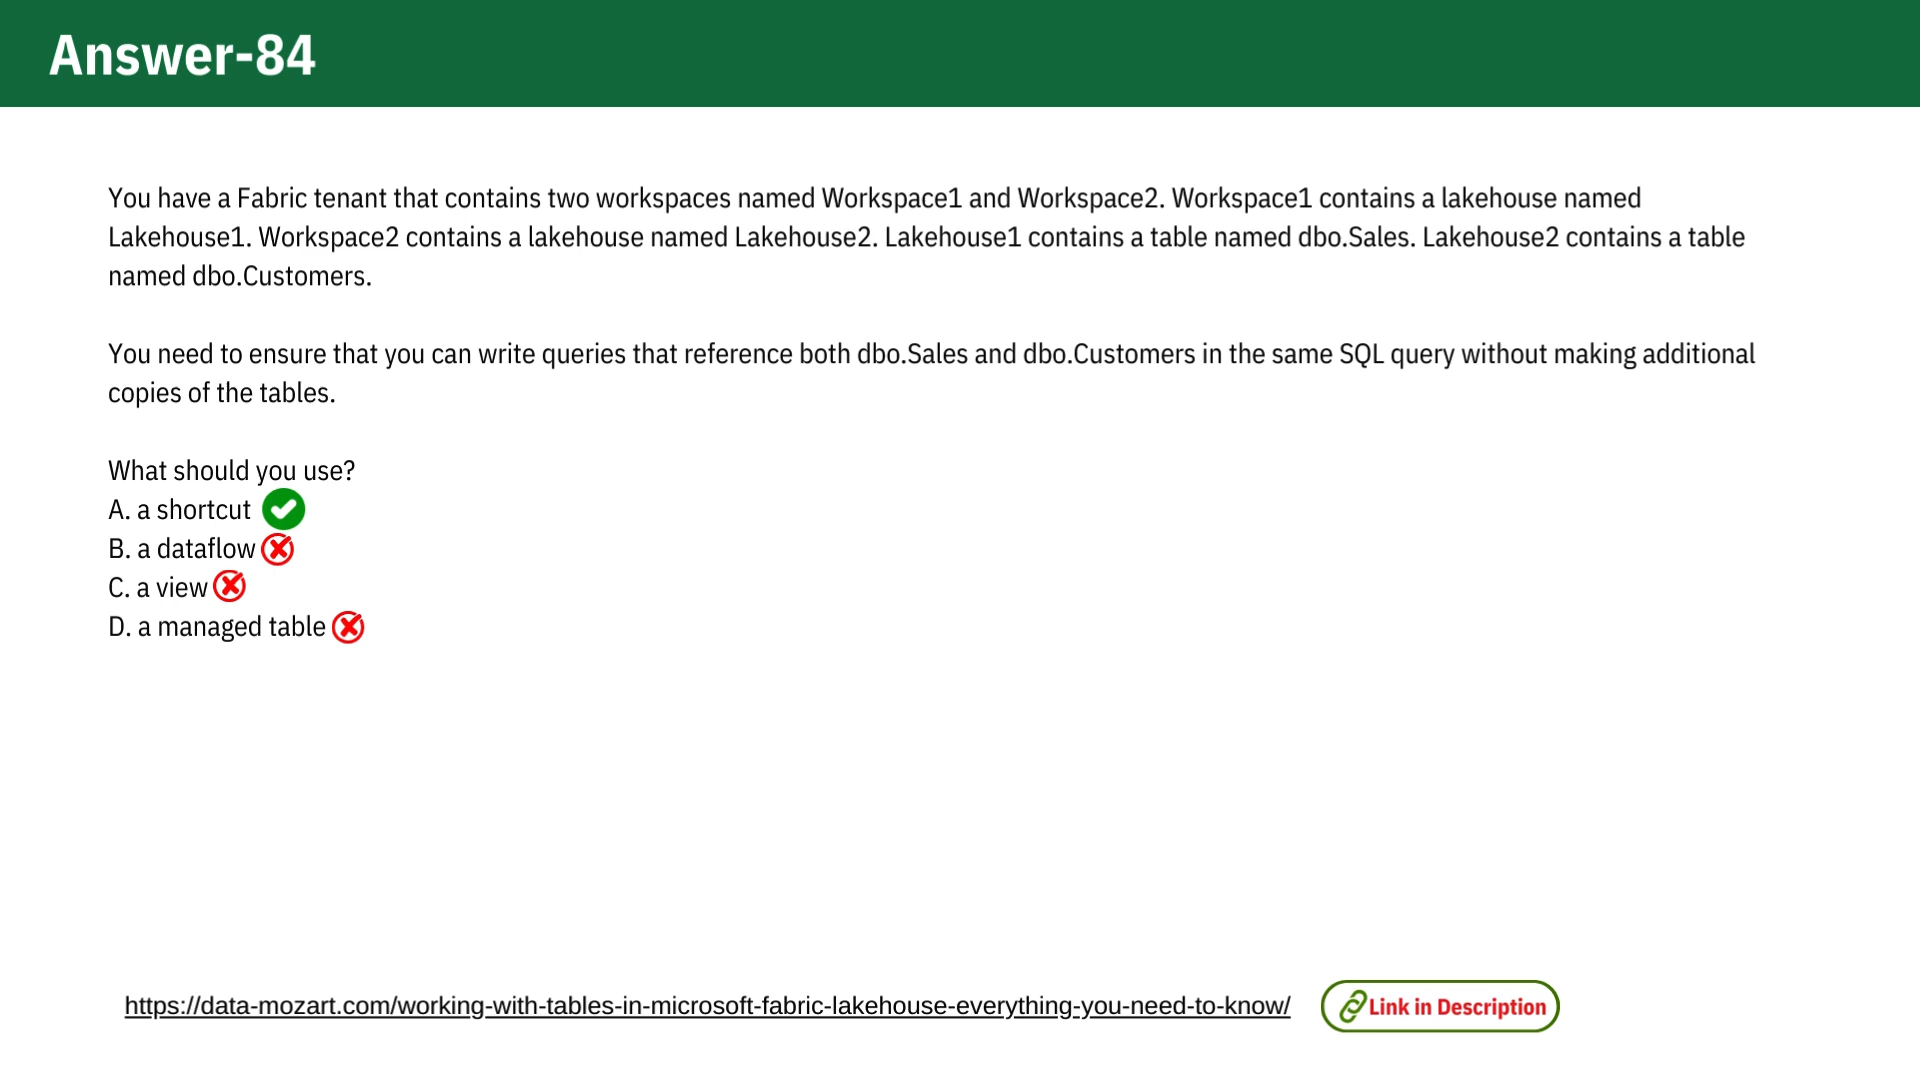 Answer-84
You have a Fabric tenant that contains two workspaces named Workspace1 and Workspace2. Workspace1 contains a lakehouse named
Lakehouse1. Workspace2 contains a lakehouse named Lakehouse2. Lakehouse1 contains a table named dbo.Sales. Lakehouse2 contains a table
named dbo.Customers.
You need to ensure that you can write queries that reference both dbo.Sales and dbo.Customers in the same SQL query without making additional
copies of the tables.
What should you use?
A. a shortcut
B. a dataflow
C. a view
D. a managed table
https://data-mozart.com/working-with-tables-in-microsoft-fabric-lakehouse-everything-you-need-to-know/
Link in Description